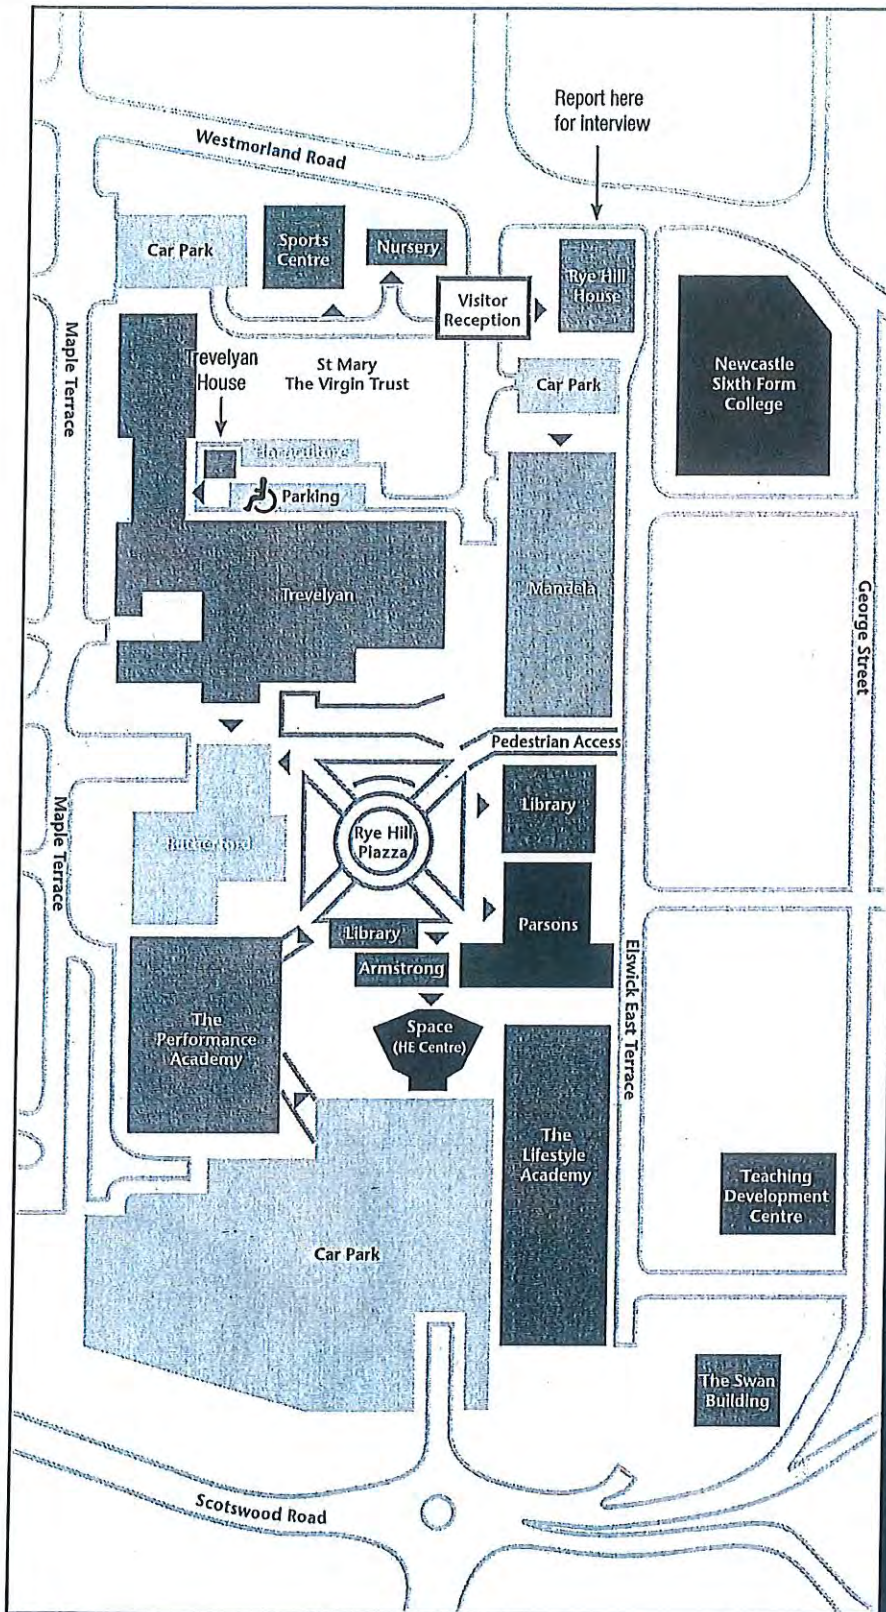 Report here
for interview
Westmorland Road
Car Park
Sports
Centre
Nursery
Rye Hill
House
Visitor
Reception
Maple Terrace
Trevelyan
House
St Mary
The Virgin Trust
Car Park
Newcastle
Sixth Form
College
Horticulture
Parking
Trevelyan
Mandela
George Street
Pedestrian Access
Library
Rye Hill
Piazza
Maple Terrace
Rutherford
Parsons
Library
Armstrong
Elswick East Terrace
The
Performance
Academy
Space
(HE Centre)
The
Lifestyle
Academy
Teaching
Development
Centre
Car Park
The Swan
Building
Scotswood Road